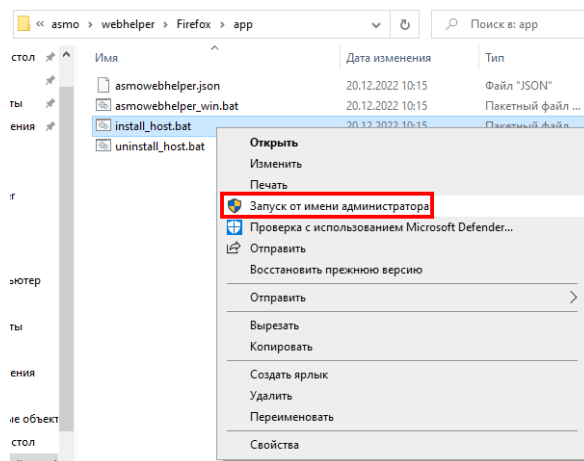 « asmo › webhelper › Firefox › app
Поиск в: app
стол
Имя
Дата изменения
Тип
asmowebhelper.json
20.12.2022 10:15
Файл "JSON"
ты
asmowebhelper_win.bat
20.12.2022 10:15
Пакетный файл ...
ения
install_host.bat
20.12.2022 10:15
Пакетный файл
uninstall_host.bat
Открыть
Изменить
Печать
Запуск от имени администратора
Проверка с использованием Microsoft Defender...
Отправить
Восстановить прежнюю версию
ьютер
Отправить
ты
Вырезать
Копировать
ения
Создать ярлык
Удалить
Переименовать
ые объект
стол
Свойства